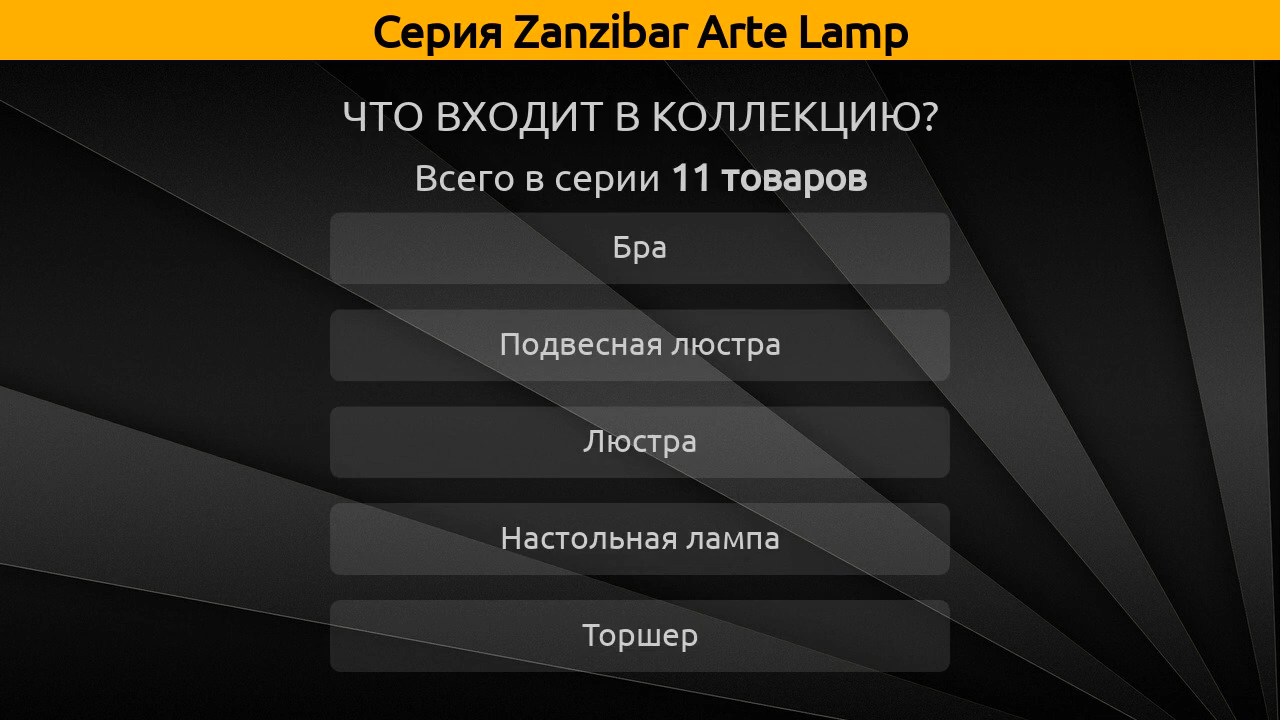 Серия Zanzibar Arte Lamp
ЧТО ВХОДИТ В КОЛЛЕКЦИЮ?
Всего в серии 11 товаров
Бра
Подвесная люстра
Люстра
Настольная лампа
Торшер